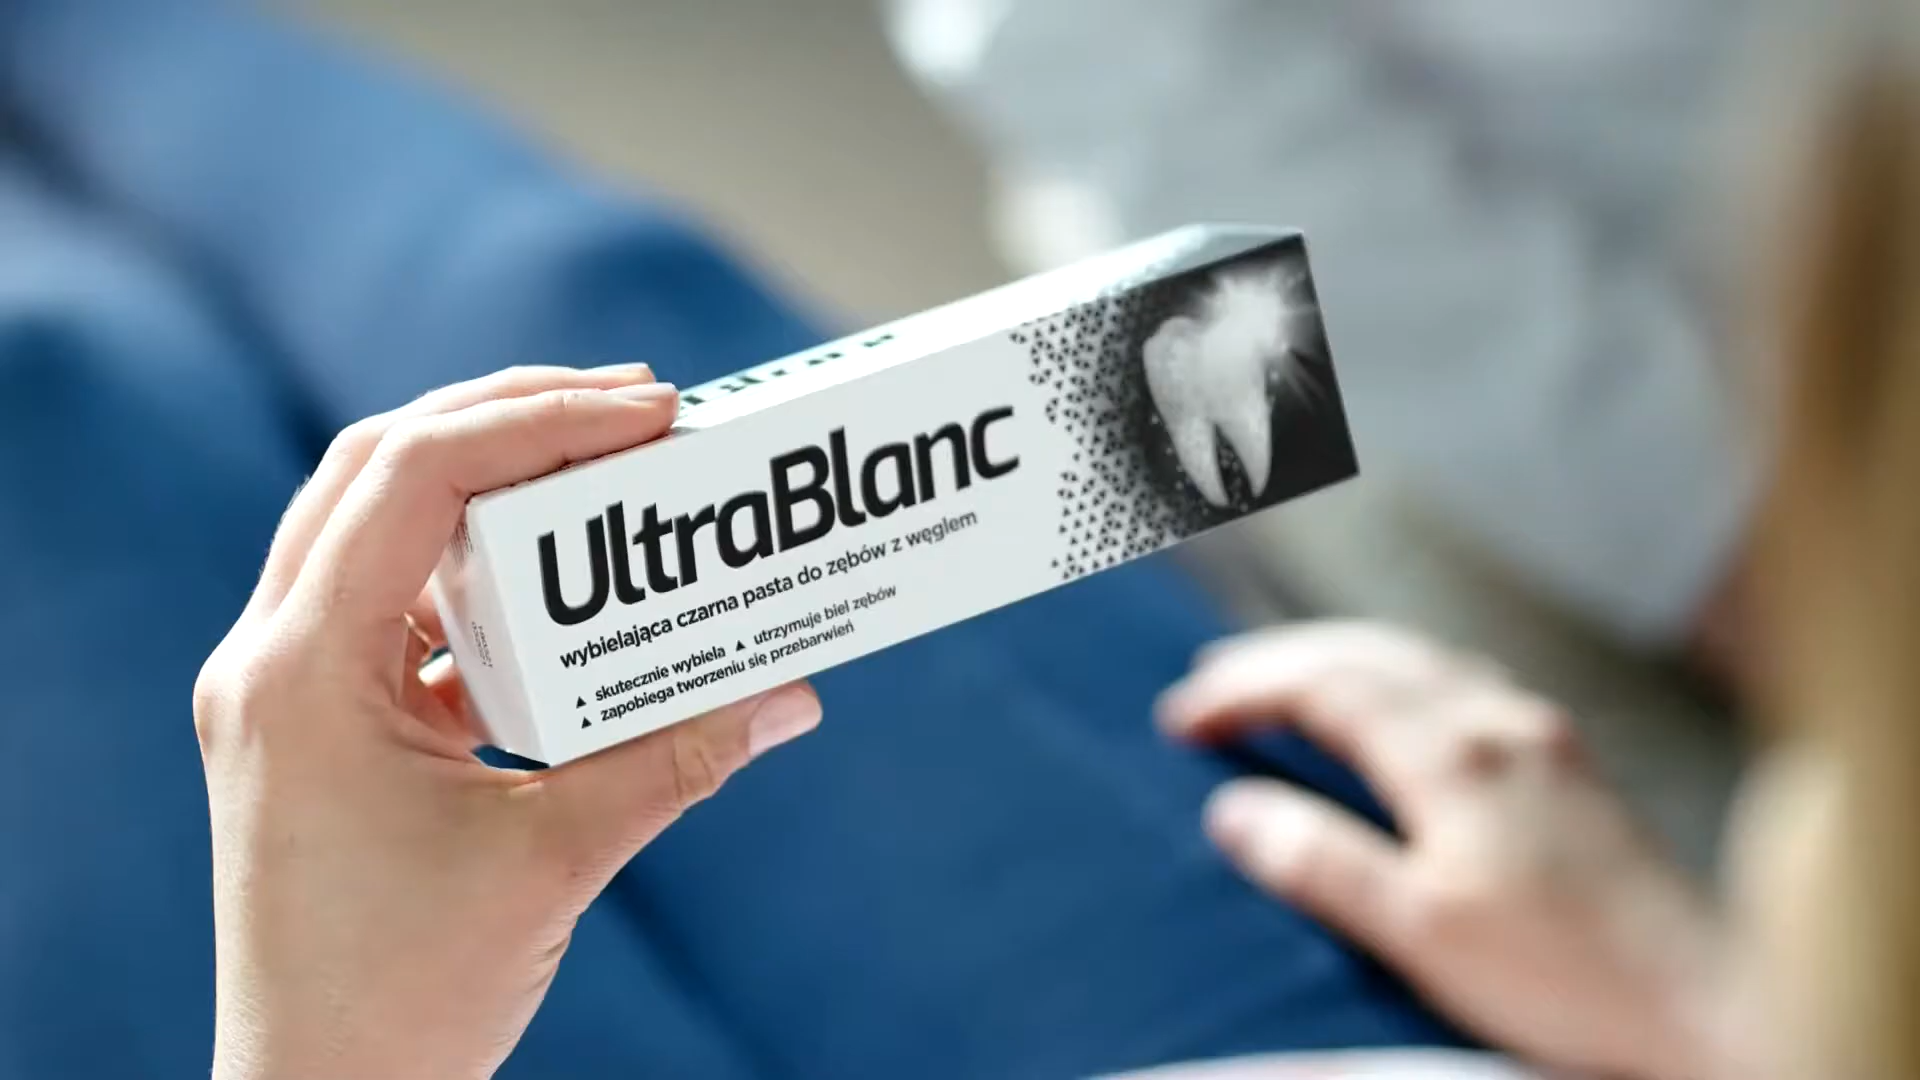 UltraBlanc
wybielająca czarna pasta do zębów z węglem
▲ skutecznie wybiela ▲ utrzymuje biel zębów
▲ zapobiega tworzeniu się przebarwień